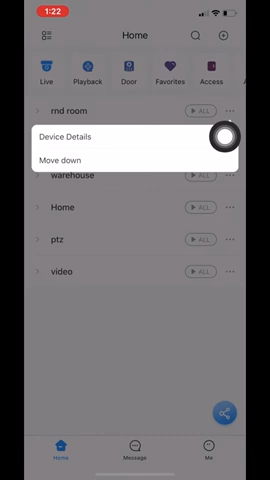 1:22
Home
Live Playback Door Favorites Access
rnd room ALL
Device Details
Move down
warehouse ALL
Home ALL
ptz ALL
video ALL
Home Message Me